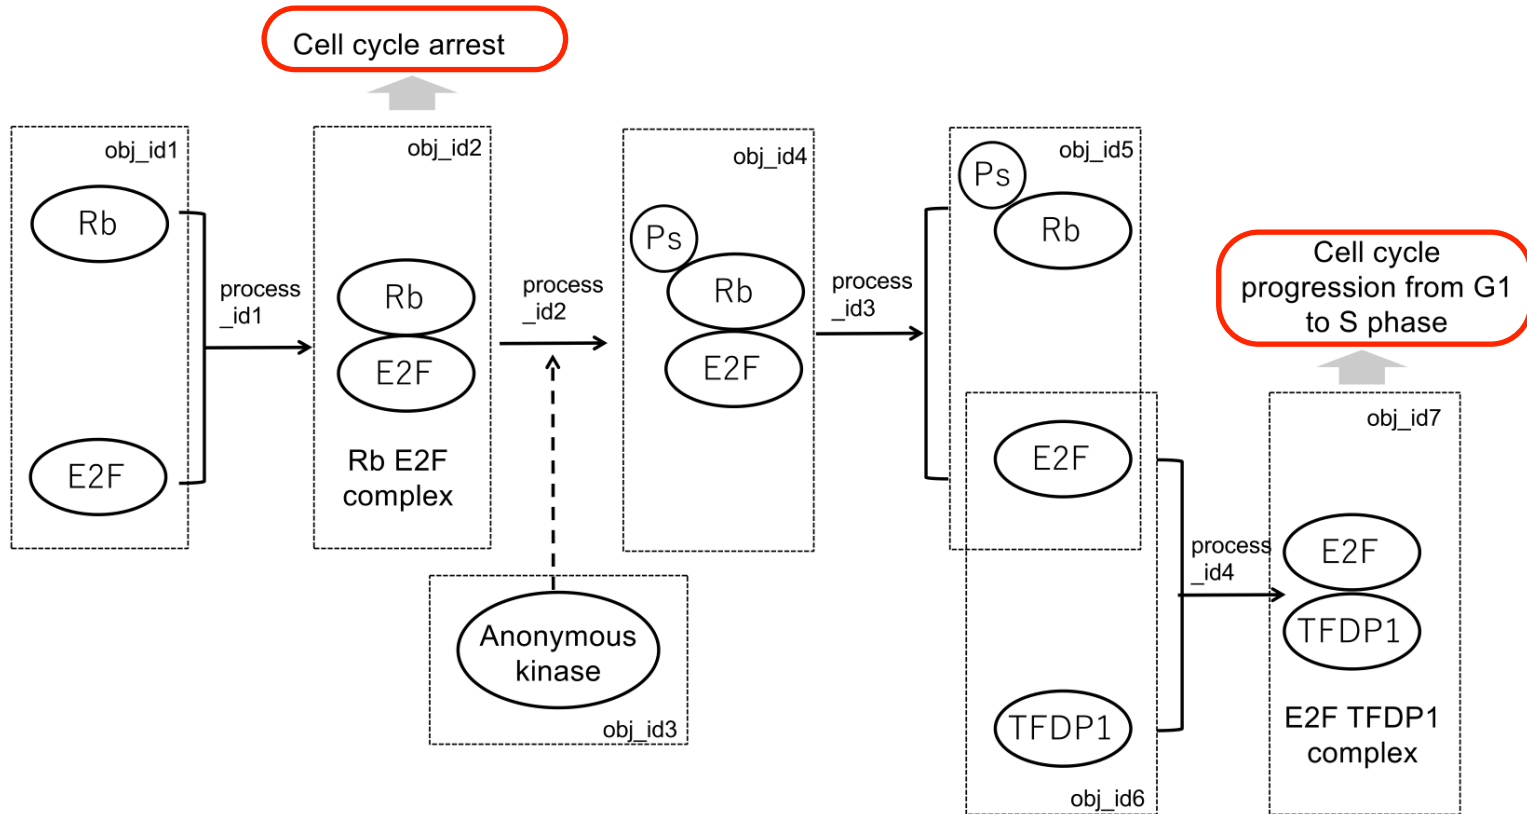 Cell cycle arrest
obj_id1
Rb
E2F
process
_id1
obj_id2
Rb
E2F
Rb E2F
complex
process
_id2
Anonymous
kinase
obj_id3
obj_id4
Ps
Rb
E2F
process
_id3
obj_id5
Ps
Rb
E2F
TFDP1
obj_id6
process
_id4
Cell cycle
progression from G1
to S phase
obj_id7
E2F
TFDP1
E2F TFDP1
complex